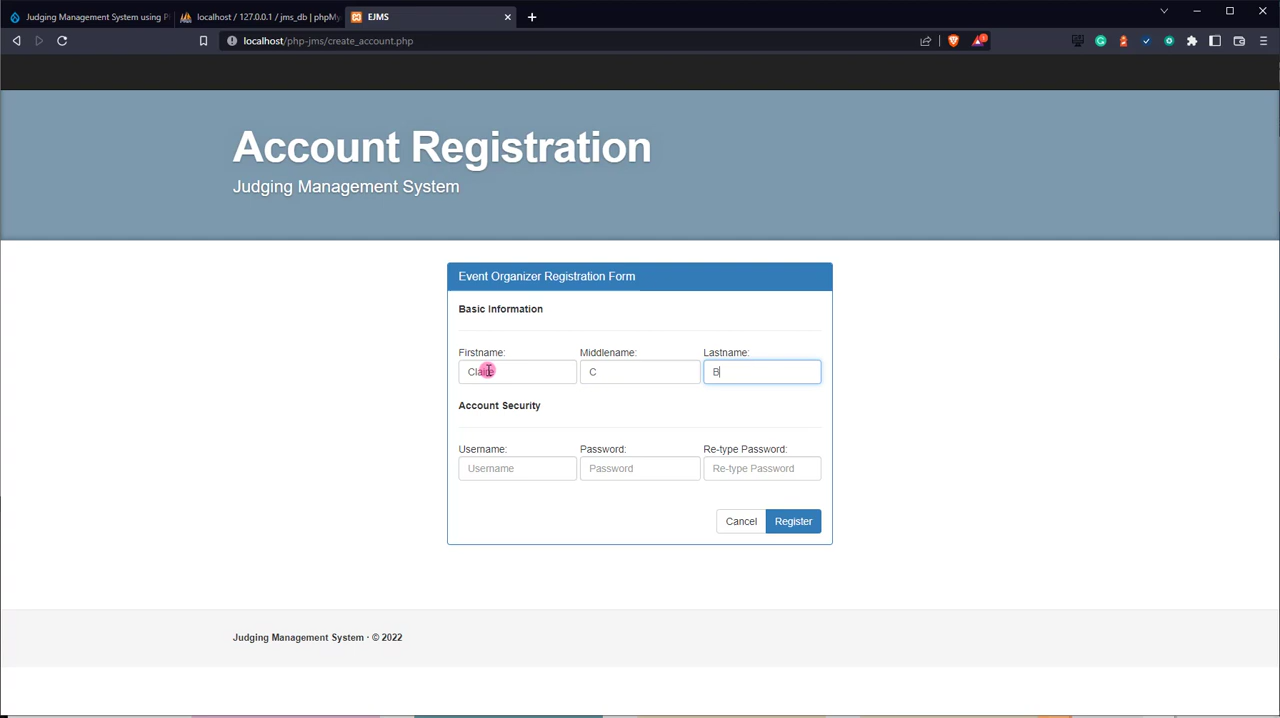 Judging Management System using P
localhost / 127.0.0.1 / jms_db | phpMy
EJMS
localhost/php-jms/create_account.php
Account Registration
Judging Management System
Event Organizer Registration Form
Basic Information
Firstname: Middlename: Lastname:
Claire C B
Account Security
Username: Password: Re-type Password:
Username Password Re-type Password
Cancel Register
Judging Management System · © 2022